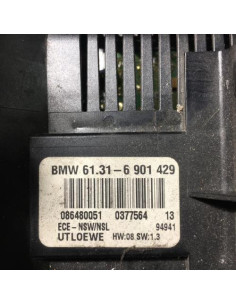 BMW 61.31-6 901 429
086480051 0377564 13
ECE-NSW/NSL 94941
UTLOEWE HW:08 SW:1.3